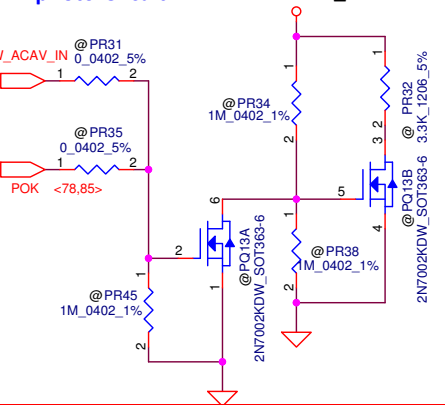 W_ACAV_IN
@PR31
0_0402_5%
1
2
@PR35
0_0402_5%
1
2
POK
<78,85>
@PR45
1M_0402_1%
1
2
2
6
1
@PQ13A
2N7002KDW_SOT363-6
@PR34
1M_0402_1%
1
2
@PR38
1M_0402_1%
1
2
1
2
@ PR32
3.3K_1206_5%
5
3
4
@PQ13B
2N7002KDW_SOT363-6